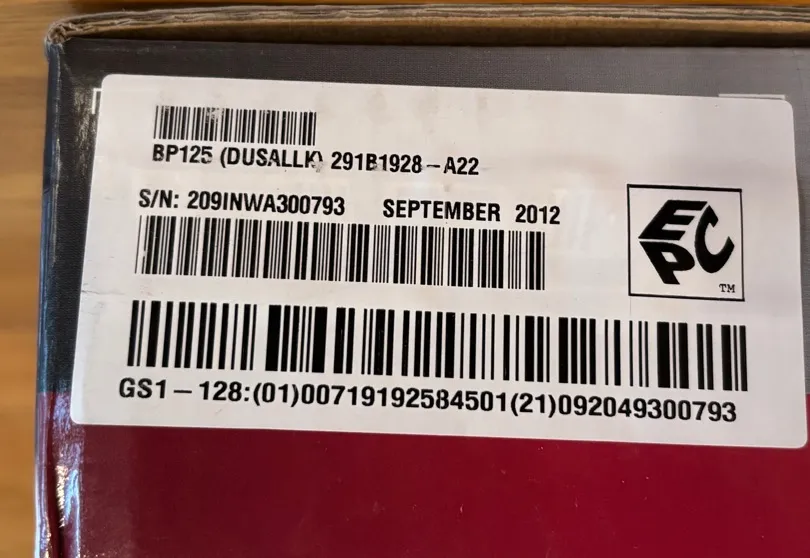 BP125 (DUSALLK) 291B1928-A22
S/N: 209INWA300793 SEPTEMBER 2012
EPC TM
GS1-128:(01)00719192584501(21)092049300793